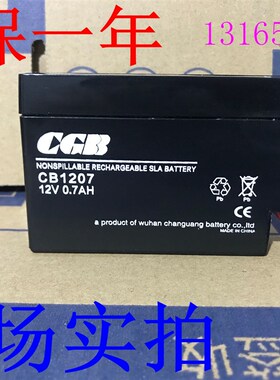 保一年
13165
CGB
NONSPILLABLE RECHARGEABLE SLA BATTERY
CB1207
12V 0.7AH
Pb
Pb
CE
a product of wuhan changuang battery co.,ltd
MADE IN CHINA
场实拍